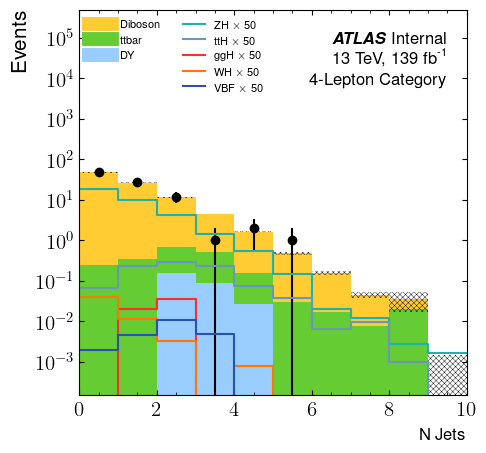 Events
Diboson
ttbar
DY
ZH × 50
ttH × 50
ggH × 50
WH × 50
VBF × 50
ATLAS Internal
13 TeV, 139 fb⁻¹
4-Lepton Category
10⁵
10⁴
10³
10²
10¹
10⁰
10⁻¹
10⁻²
10⁻³
0 2 4 6 8 10
N Jets